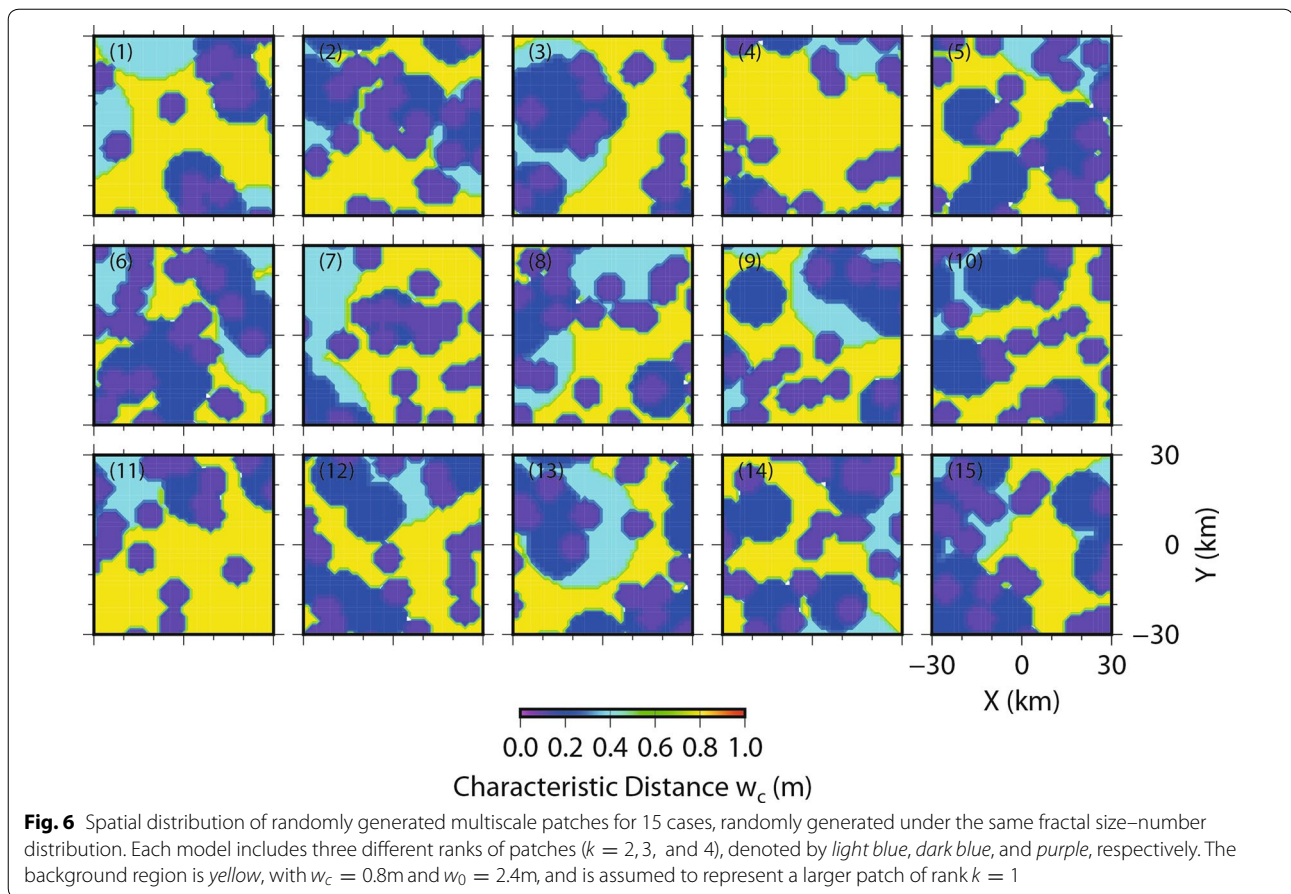 (1) (2) (3) (4) (5)
(6) (7) (8) (9) (10)
(11) (12) (13) (14) (15)
30
0
−30
Y (km)
−30 0 30
X (km)
0.0 0.2 0.4 0.6 0.8 1.0
Characteristic Distance w_c (m)
Fig. 6 Spatial distribution of randomly generated multiscale patches for 15 cases, randomly generated under the same fractal size–number
distribution. Each model includes three different ranks of patches (k = 2, 3, and 4), denoted by light blue, dark blue, and purple, respectively. The
background region is yellow, with w_c = 0.8m and w_0 = 2.4m, and is assumed to represent a larger patch of rank k = 1